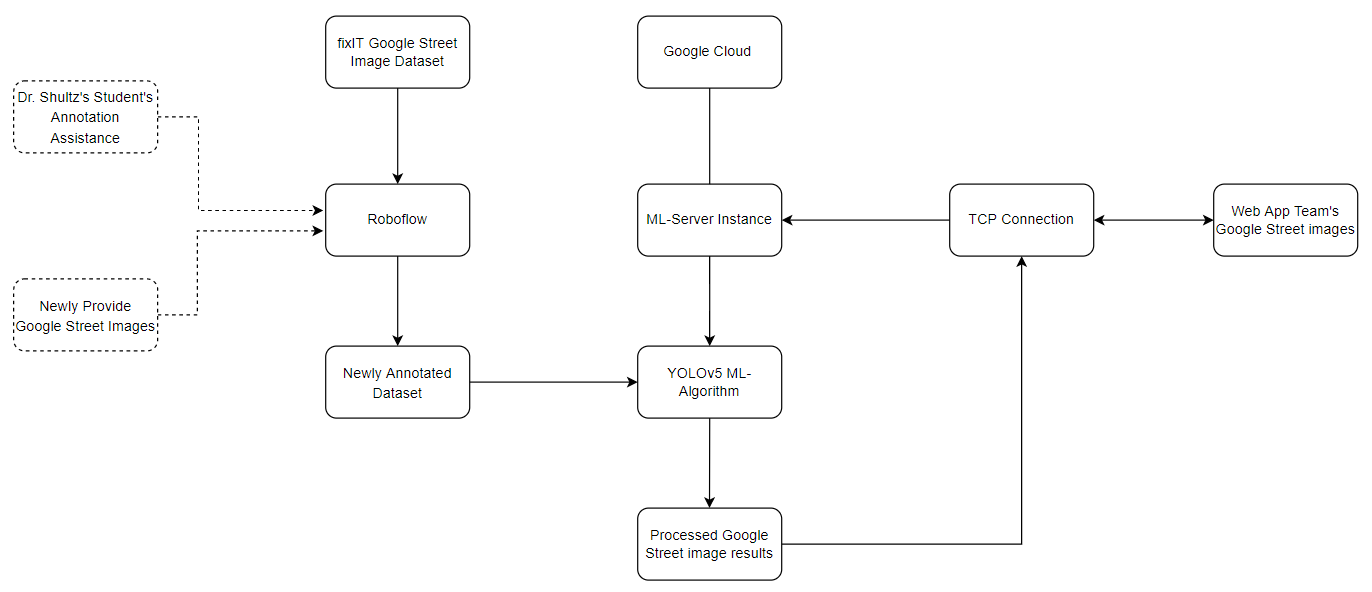 fixIT Google Street
Image Dataset
Google Cloud
Dr. Shultz's Student's
Annotation
Assistance
Roboflow
ML-Server Instance
TCP Connection
Web App Team's
Google Street images
Newly Provide
Google Street Images
Newly Annotated
Dataset
YOLOv5 ML-
Algorithm
Processed Google
Street image results